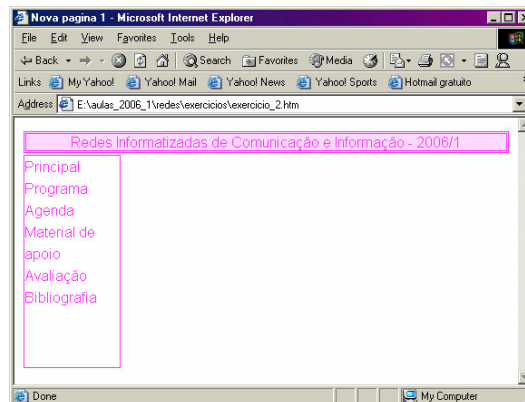 Nova pagina 1 - Microsoft Internet Explorer
File Edit View Favorites Tools Help
Back Search Favorites Media
Links My Yahoo! Yahoo! Mail Yahoo! News Yahoo! Sports Hotmail gratuito
Address E:\aulas_2006_1\redes\exercicios\exercicio_2.htm
Redes Informatizadas de Comunicação e Informação - 2006/1
Principal
Programa
Agenda
Material de
apoio
Avaliação
Bibliografia
Done My Computer